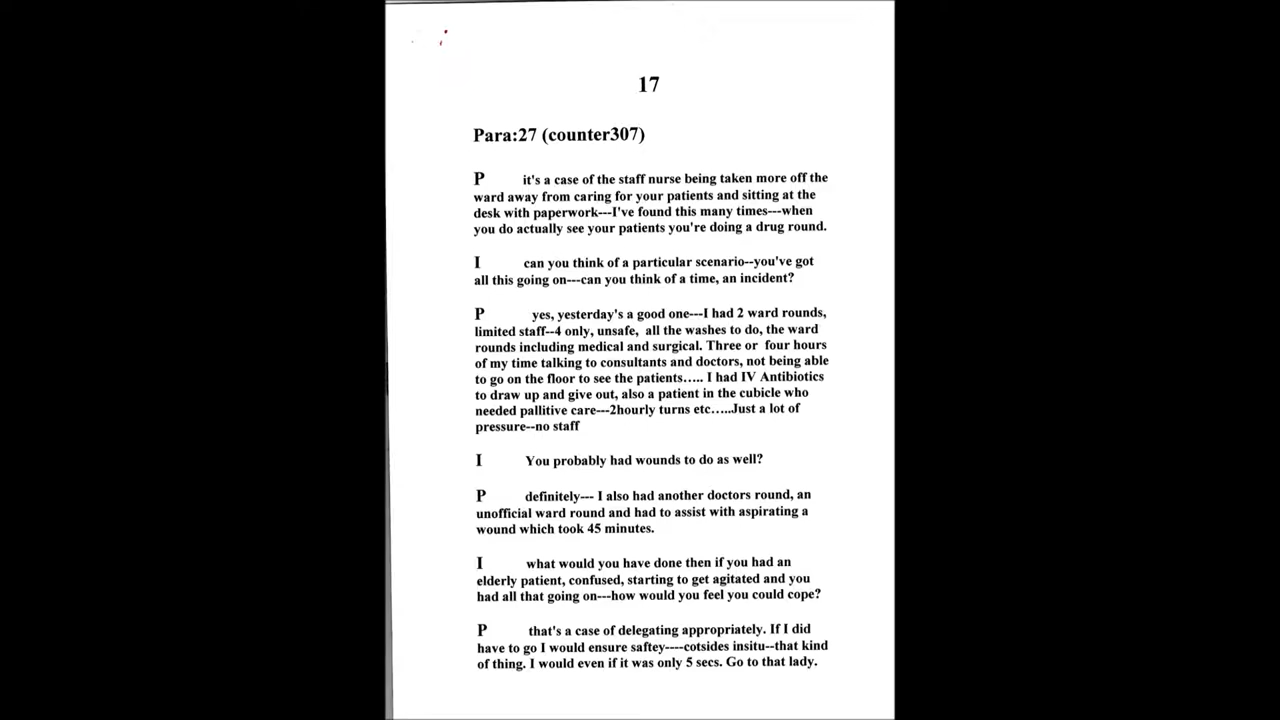 17
Para:27 (counter307)
P it's a case of the staff nurse being taken more off the
ward away from caring for your patients and sitting at the
desk with paperwork---I've found this many times---when
you do actually see your patients you're doing a drug round.
I can you think of a particular scenario--you've got
all this going on---can you think of a time, an incident?
P yes, yesterday's a good one---I had 2 ward rounds,
limited staff--4 only, unsafe, all the washes to do, the ward
rounds including medical and surgical. Three or four hours
of my time talking to consultants and doctors, not being able
to go on the floor to see the patients….. I had IV Antibiotics
to draw up and give out, also a patient in the cubicle who
needed pallitive care---2hourly turns etc…..Just a lot of
pressure--no staff
I You probably had wounds to do as well?
P definitely--- I also had another doctors round, an
unofficial ward round and had to assist with aspirating a
wound which took 45 minutes.
I what would you have done then if you had an
elderly patient, confused, starting to get agitated and you
had all that going on---how would you feel you could cope?
P that's a case of delegating appropriately. If I did
have to go I would ensure saftey----cotsides insitu--that kind
of thing. I would even if it was only 5 secs. Go to that lady.